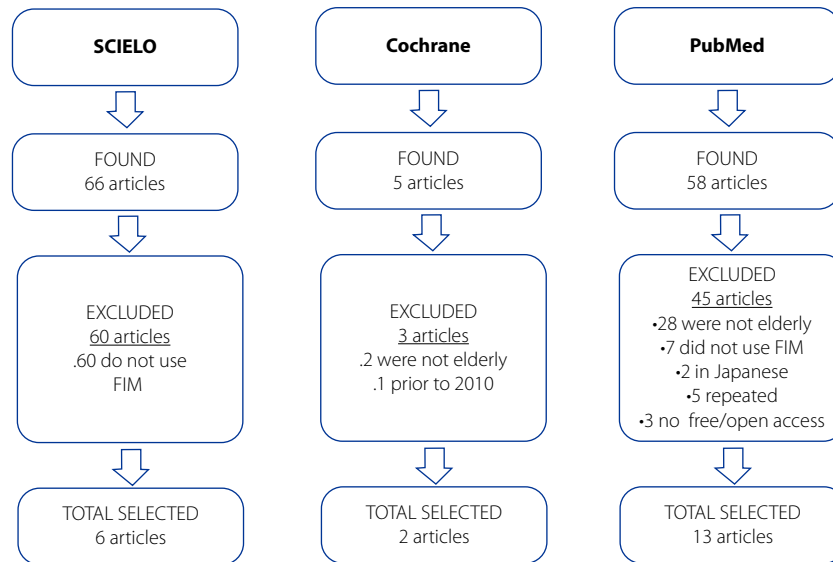 SCIELO
FOUND
66 articles
EXCLUDED
60 articles
.60 do not use
FIM
TOTAL SELECTED
6 articles
Cochrane
FOUND
5 articles
EXCLUDED
3 articles
.2 were not elderly
.1 prior to 2010
TOTAL SELECTED
2 articles
PubMed
FOUND
58 articles
EXCLUDED
45 articles
•28 were not elderly
•7 did not use FIM
•2 in Japanese
•5 repeated
•3 no free/open access
TOTAL SELECTED
13 articles